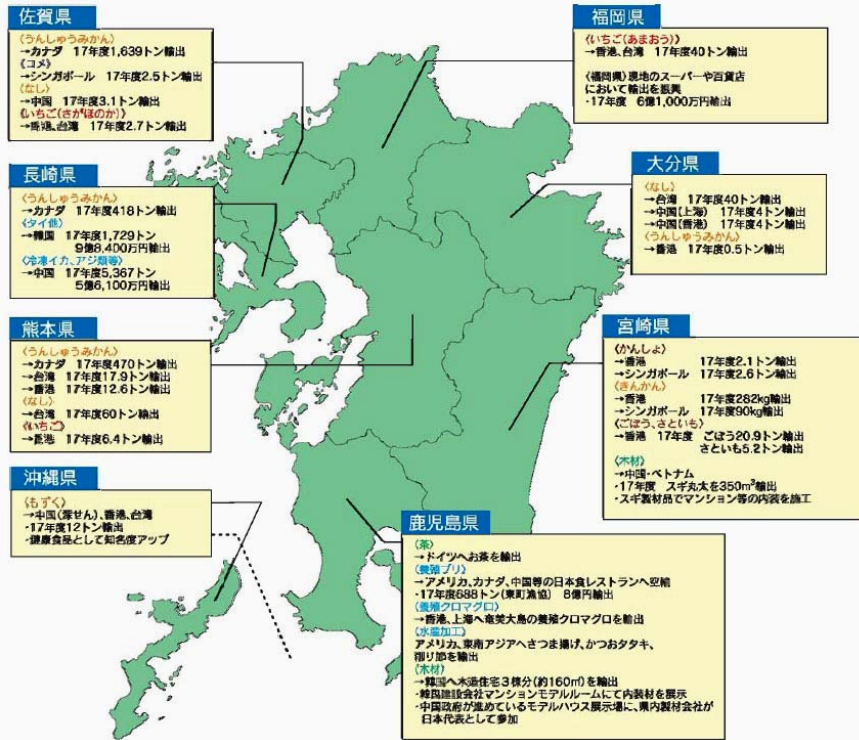 佐賀県
〈うんしゅうみかん〉
→カナダ 17年度1,639トン輸出
〈コメ〉
→シンガポール 17年度2.5トン輸出
〈なし〉
→中国 17年度3.1トン輸出
〈いちご(さがほのか)〉
→香港、台湾 17年度2.7トン輸出
福岡県
〈いちご(あまおう)〉
→香港、台湾 17年度40トン輸出
〈福岡県〉現地のスーパーや百貨店
において輸出を振興
・17年度 6億1,000万円輸出
長崎県
〈うんしゅうみかん〉
→カナダ 17年度418トン輸出
〈タイ他〉
→韓国 17年度1,729トン
9億8,400万円輸出
〈冷凍イカ、アジ類等〉
→中国 17年度5,367トン
5億6,100万円輸出
大分県
〈なし〉
→台湾 17年度40トン輸出
→中国(上海) 17年度4トン輸出
→中国(香港) 17年度4トン輸出
〈うんしゅうみかん〉
→香港 17年度0.5トン輸出
熊本県
〈うんしゅうみかん〉
→カナダ 17年度470トン輸出
→台湾 17年度17.9トン輸出
→香港 17年度12.6トン輸出
〈なし〉
→台湾 17年度60トン輸出
〈いちご〉
→香港 17年度6.4トン輸出
宮崎県
〈かんしょ〉
→香港 17年度2.1トン輸出
→シンガポール 17年度2.6トン輸出
〈きんかん〉
→香港 17年度282kg輸出
→シンガポール 17年度90kg輸出
〈ごぼう、さといも〉
→香港 17年度 ごぼう20.9トン輸出
さといも5.2トン輸出
〈木材〉
→中国・ベトナム
・17年度 スギ丸太を350m³輸出
・スギ製材品でマンション等の内装を施工
沖縄県
〈もずく〉
→中国(深せん)、香港、台湾
・17年度12トン輸出
・健康食品として知名度アップ
鹿児島県
〈茶〉
→ドイツへお茶を輸出
〈養殖ブリ〉
→アメリカ、カナダ、中国等の日本食レストランへ空輸
・17年度688トン(東町漁協) 8億円輸出
〈養殖クロマグロ〉
→香港、上海へ奄美大島の養殖クロマグロを輸出
〈水産加工〉
アメリカ、東南アジアへさつま揚げ、かつおタタキ、
削り節を輸出
〈木材〉
→韓国へ木造住宅3棟分(約160㎥)を輸出
・韓国建設会社マンションモデルルームにて内装材を展示
・中国政府が進めているモデルハウス展示場に、県内製材会社が
日本代表として参加